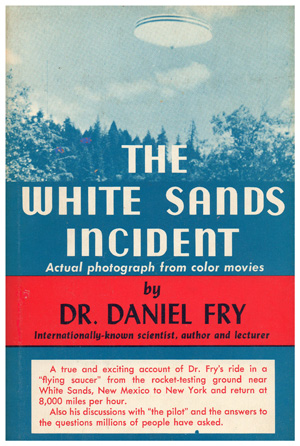 THE
WHITE SANDS
INCIDENT
Actual photograph from color movies
by
DR. DANIEL FRY
internationally-known scientist, author and lecturer
A true and exciting account of Dr. Fry's ride in a
"flying saucer" from the rocket-testing ground near
White Sands, New Mexico to New York and return at
8,000 miles per hour.
Also his discussions with "the pilot" and the answers to
the questions millions of people have asked.